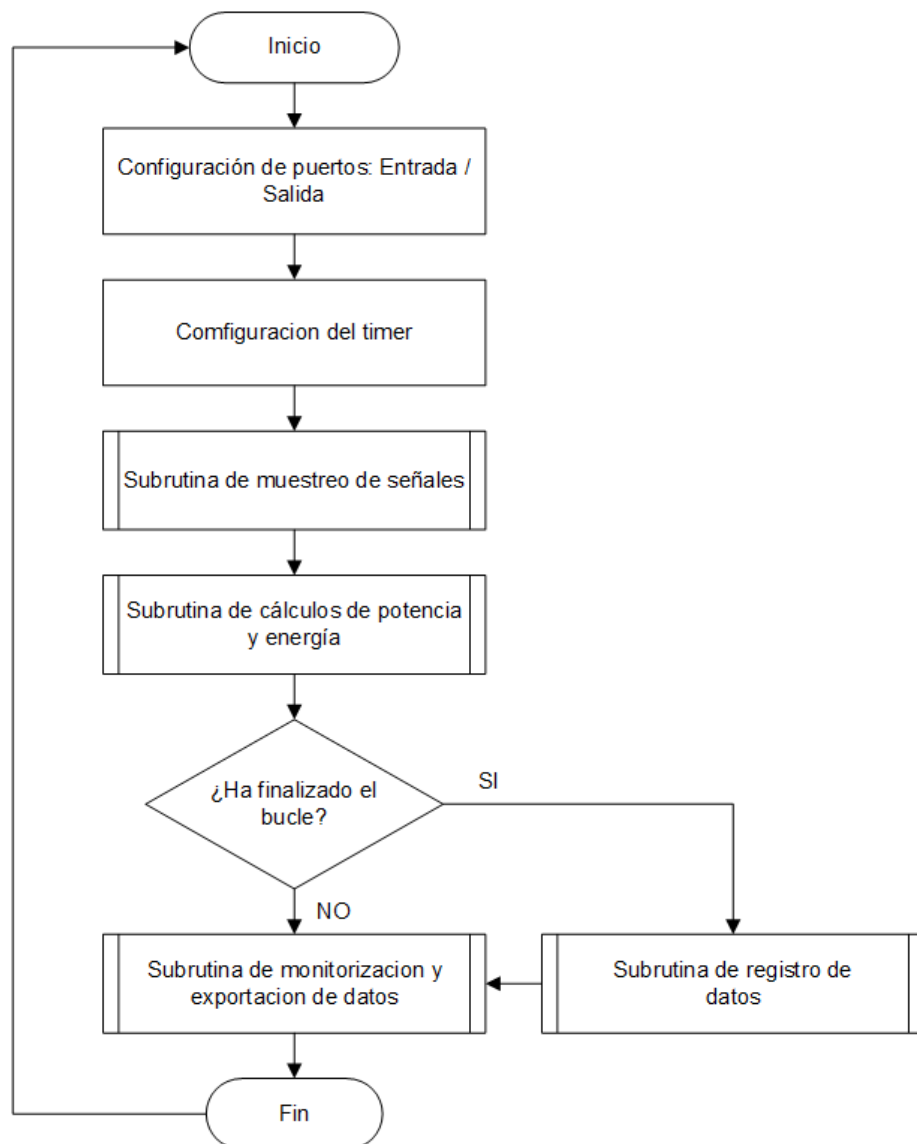 Inicio
Configuración de puertos: Entrada /
Salida
Comfiguracion del timer
Subrutina de muestreo de señales
Subrutina de cálculos de potencia
y energía
¿Ha finalizado el
bucle?
SI
NO
Subrutina de monitorizacion y
exportacion de datos
Subrutina de registro de
datos
Fin